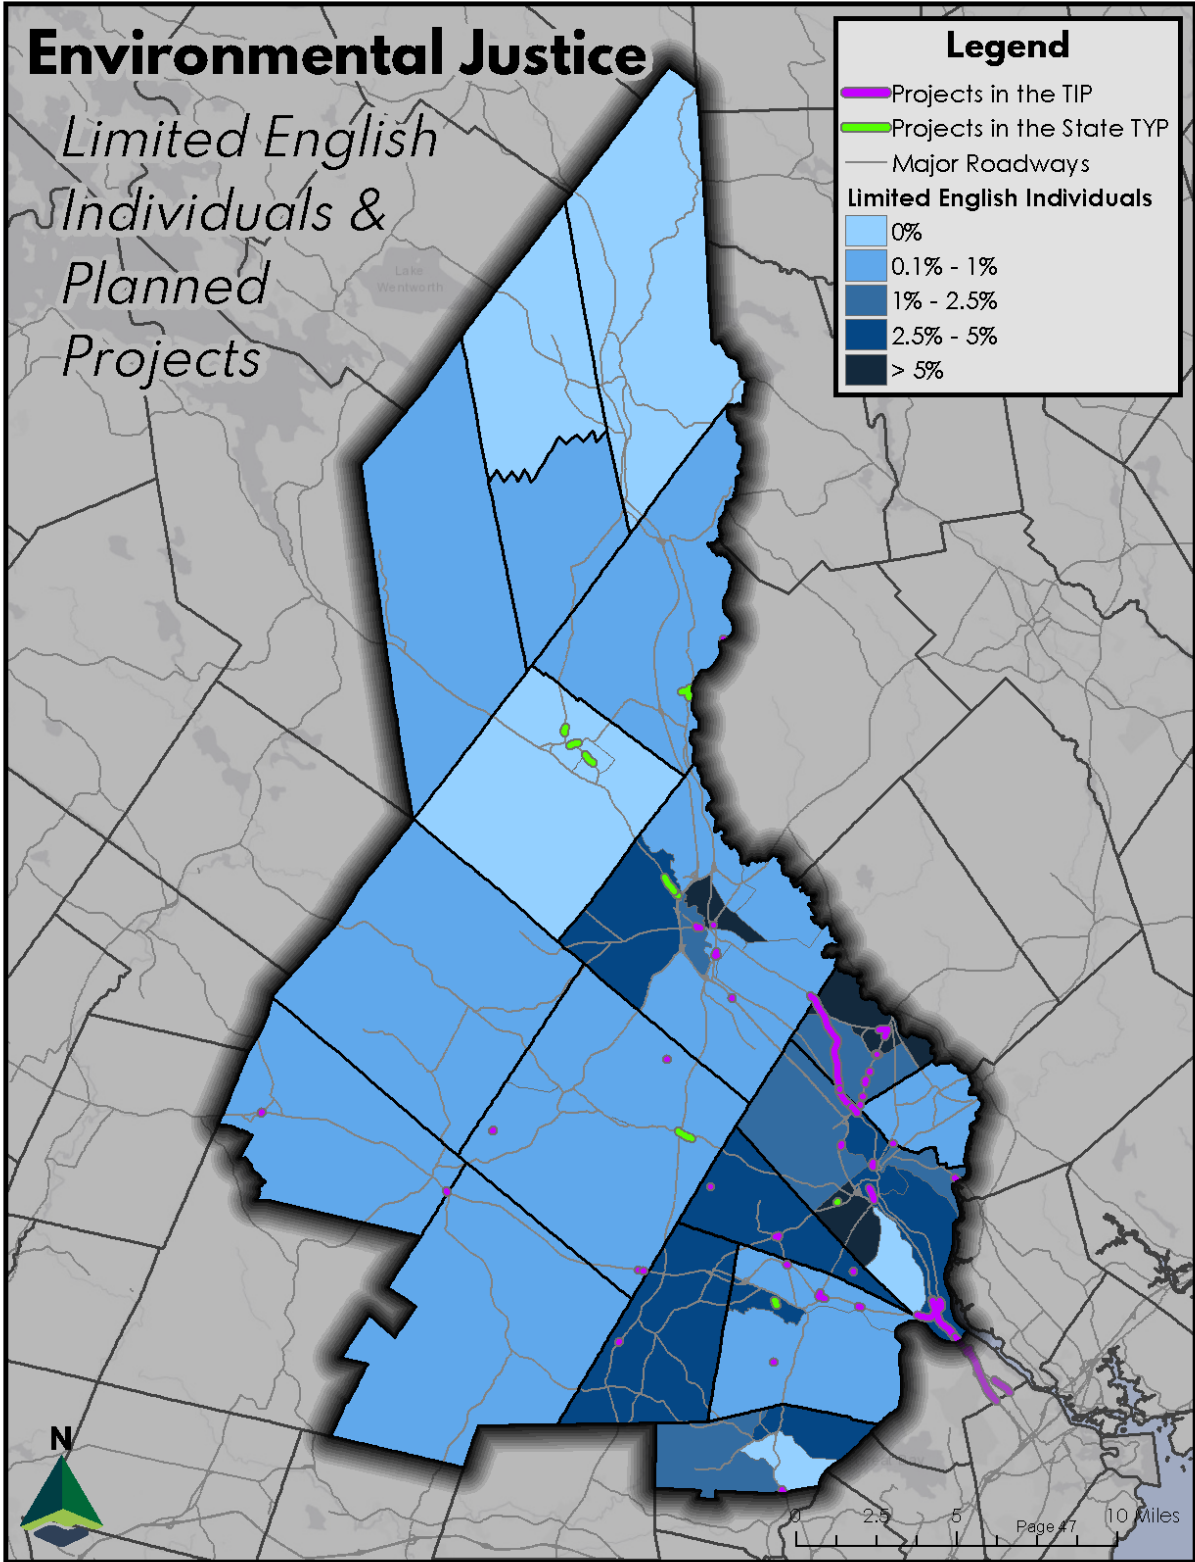 Environmental Justice
Limited English
Individuals &
Planned
Projects
Legend
Projects in the TIP
Projects in the State TYP
Major Roadways
Limited English Individuals
0%
0.1% - 1%
1% - 2.5%
2.5% - 5%
> 5%
Lake
Wentworth
N
0 2.5 5 10 Miles
Page 47